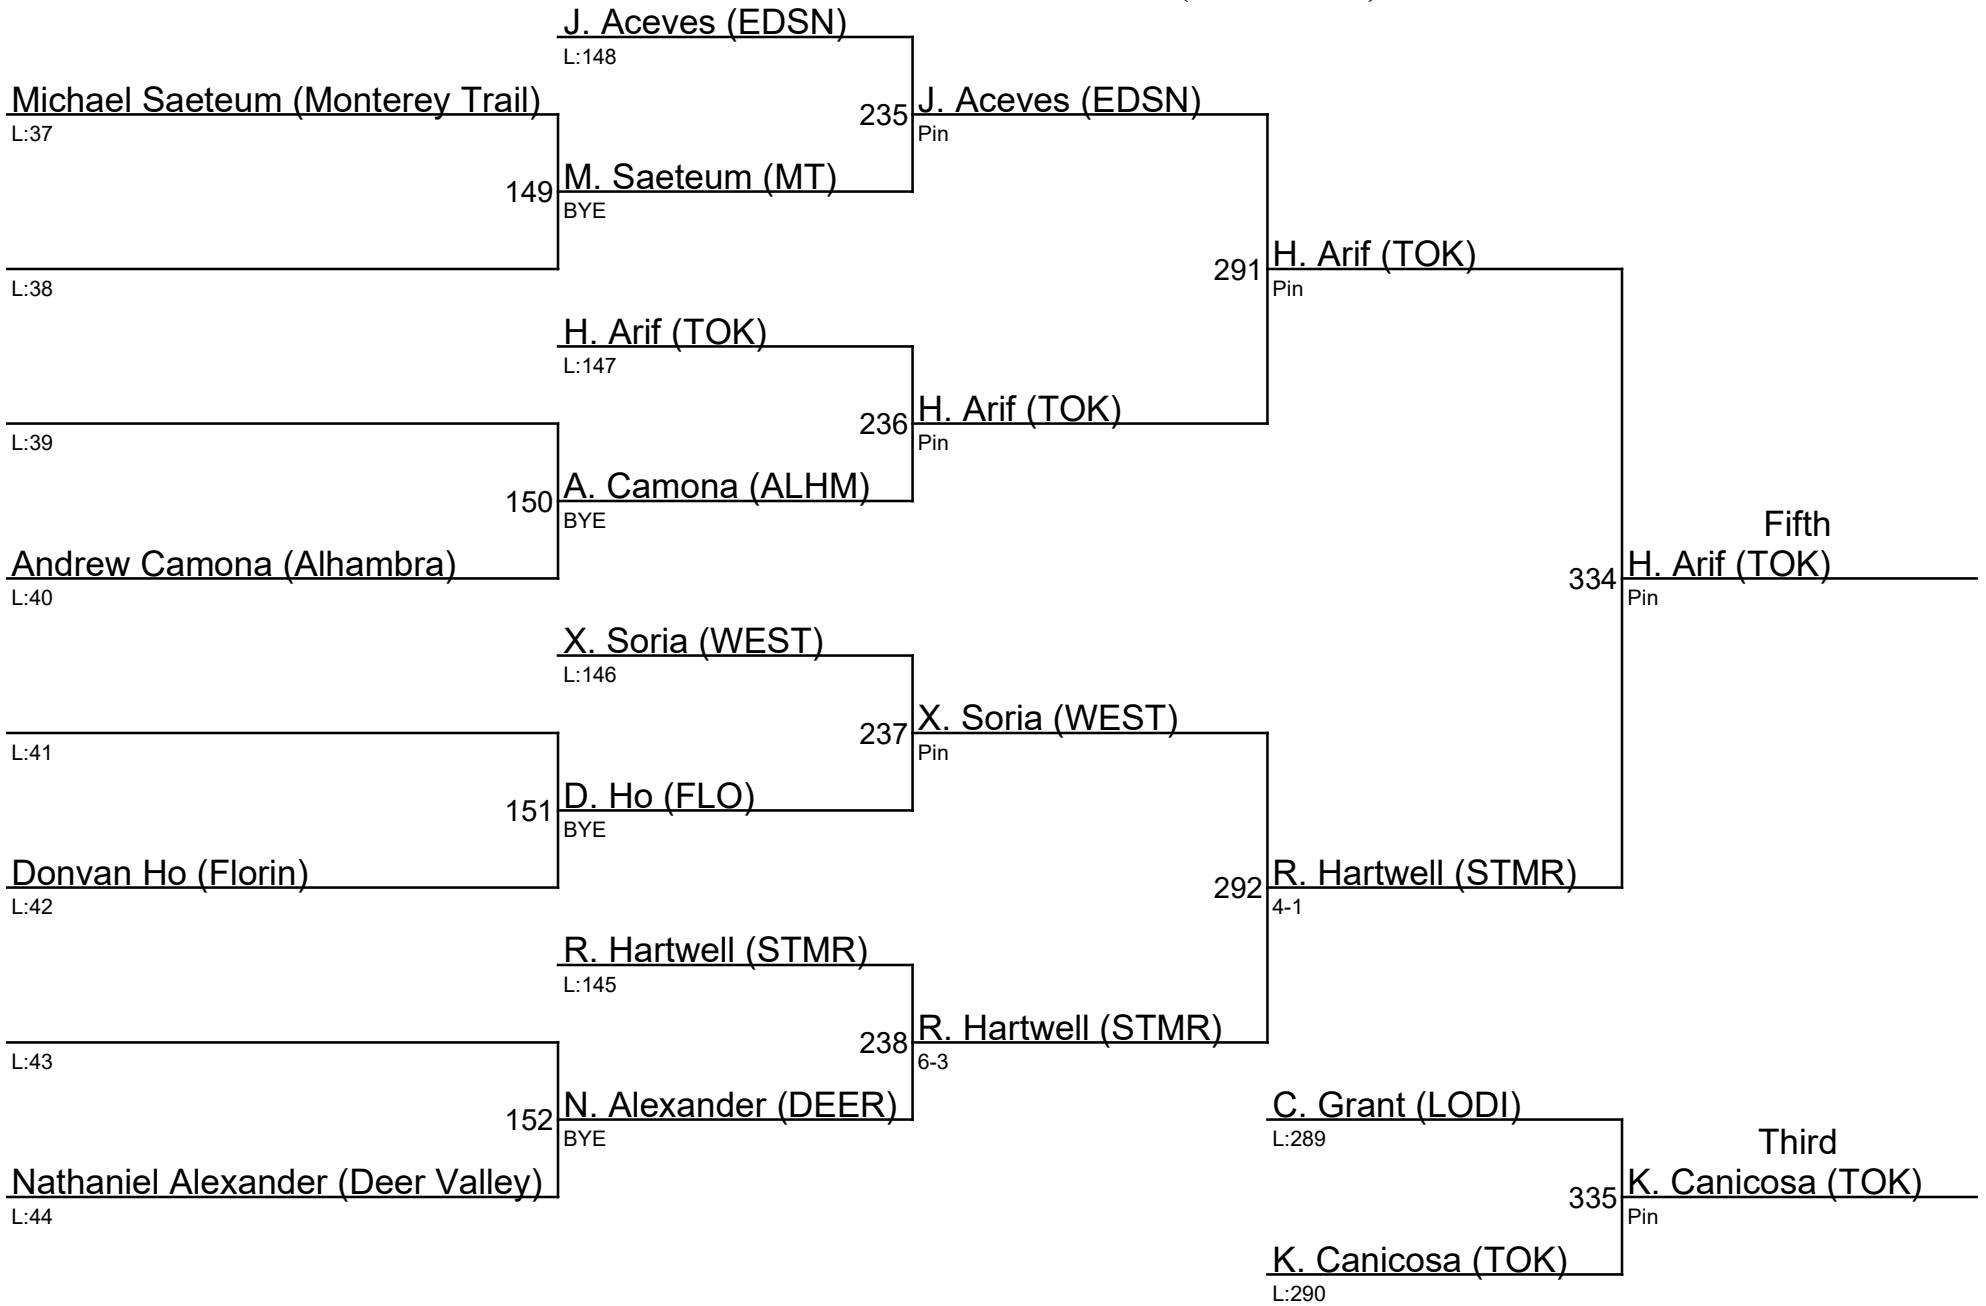 J. Aceves (EDSN)
L:148
Michael Saeteum (Monterey Trail)
L:37
235
J. Aceves (EDSN)
Pin
149
M. Saeteum (MT)
BYE
L:38
291
H. Arif (TOK)
Pin
H. Arif (TOK)
L:147
L:39
236
H. Arif (TOK)
Pin
150
A. Camona (ALHM)
BYE
Andrew Camona (Alhambra)
L:40
Fifth
334
H. Arif (TOK)
Pin
X. Soria (WEST)
L:146
L:41
237
X. Soria (WEST)
Pin
151
D. Ho (FLO)
BYE
Donvan Ho (Florin)
L:42
292
R. Hartwell (STMR)
4-1
R. Hartwell (STMR)
L:145
L:43
238
R. Hartwell (STMR)
6-3
152
N. Alexander (DEER)
BYE
C. Grant (LODI)
L:289
Nathaniel Alexander (Deer Valley)
L:44
Third
335
K. Canicosa (TOK)
Pin
K. Canicosa (TOK)
L:290